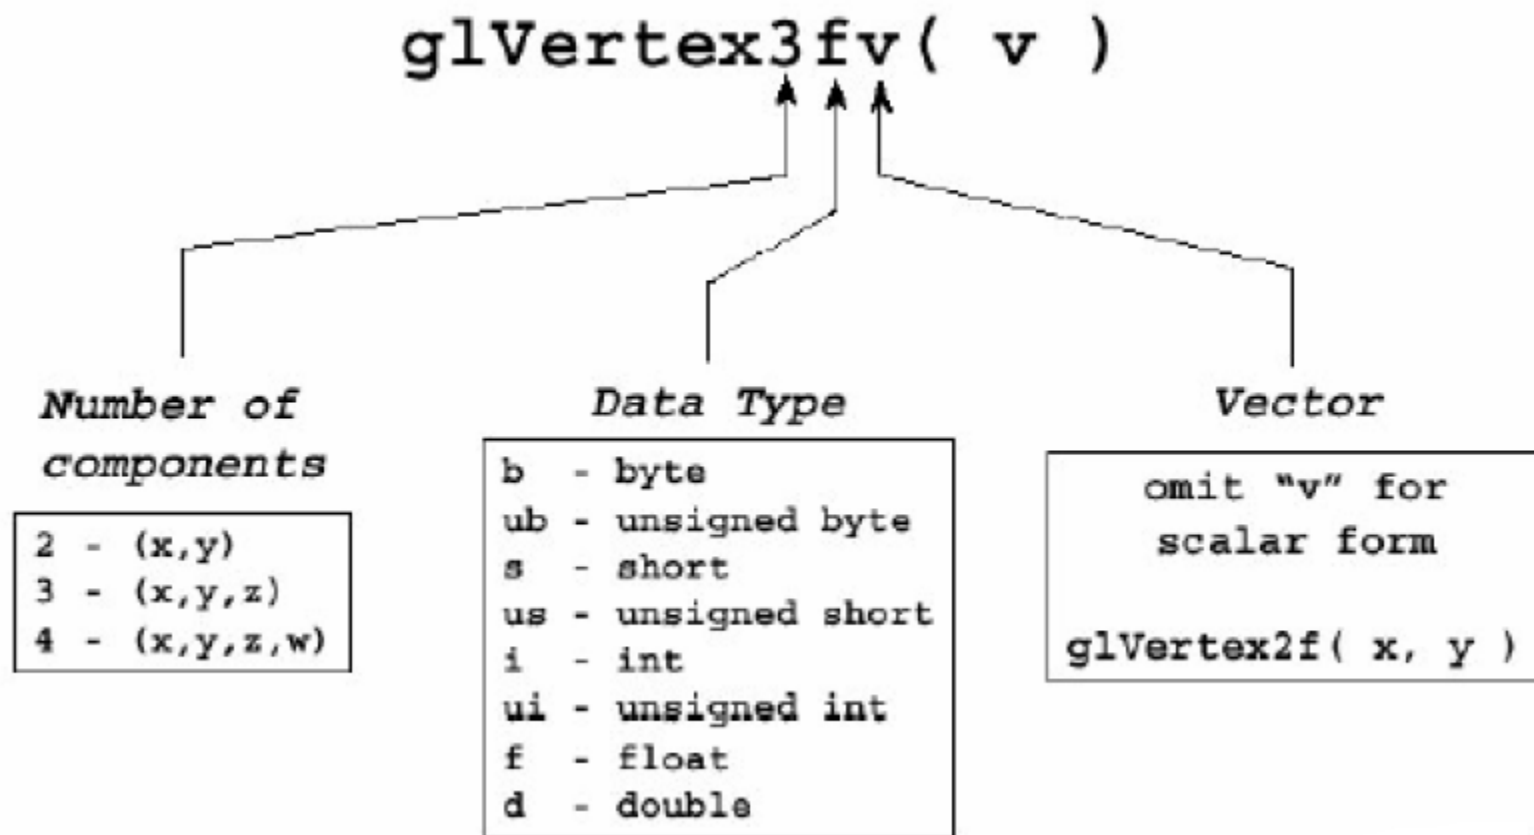 glVertex3fv( v )
Number of
components
2 - (x,y)
3 - (x,y,z)
4 - (x,y,z,w)
Data Type
b - byte
ub - unsigned byte
s - short
us - unsigned short
i - int
ui - unsigned int
f - float
d - double
Vector
omit “v” for
scalar form
glVertex2f( x, y )